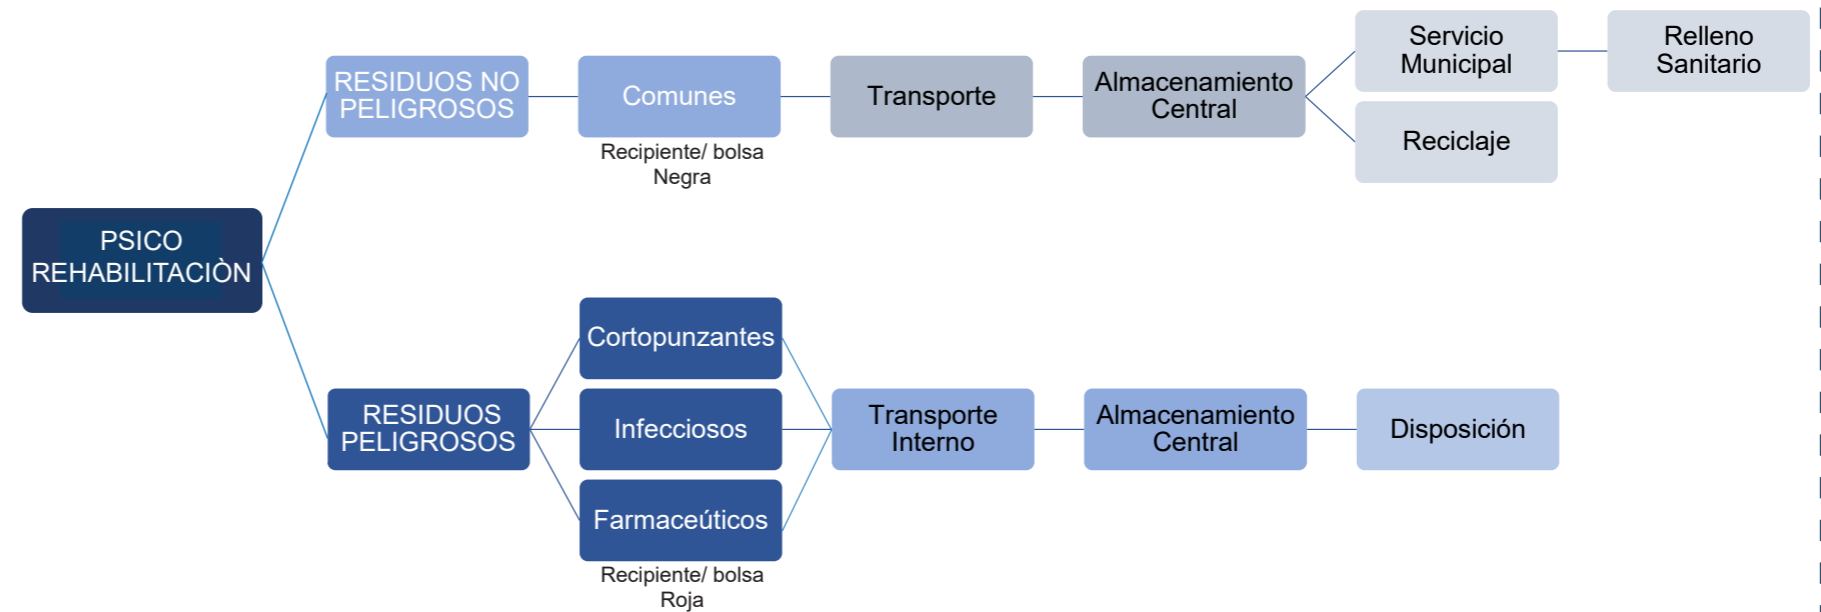 PSICO
REHABILITACIÒN
RESIDUOS NO
PELIGROSOS
Comunes
Recipiente/ bolsa
Negra
Transporte
Almacenamiento
Central
Servicio
Municipal
Relleno
Sanitario
Reciclaje
RESIDUOS
PELIGROSOS
Cortopunzantes
Infecciosos
Farmaceúticos
Recipiente/ bolsa
Roja
Transporte
Interno
Almacenamiento
Central
Disposición